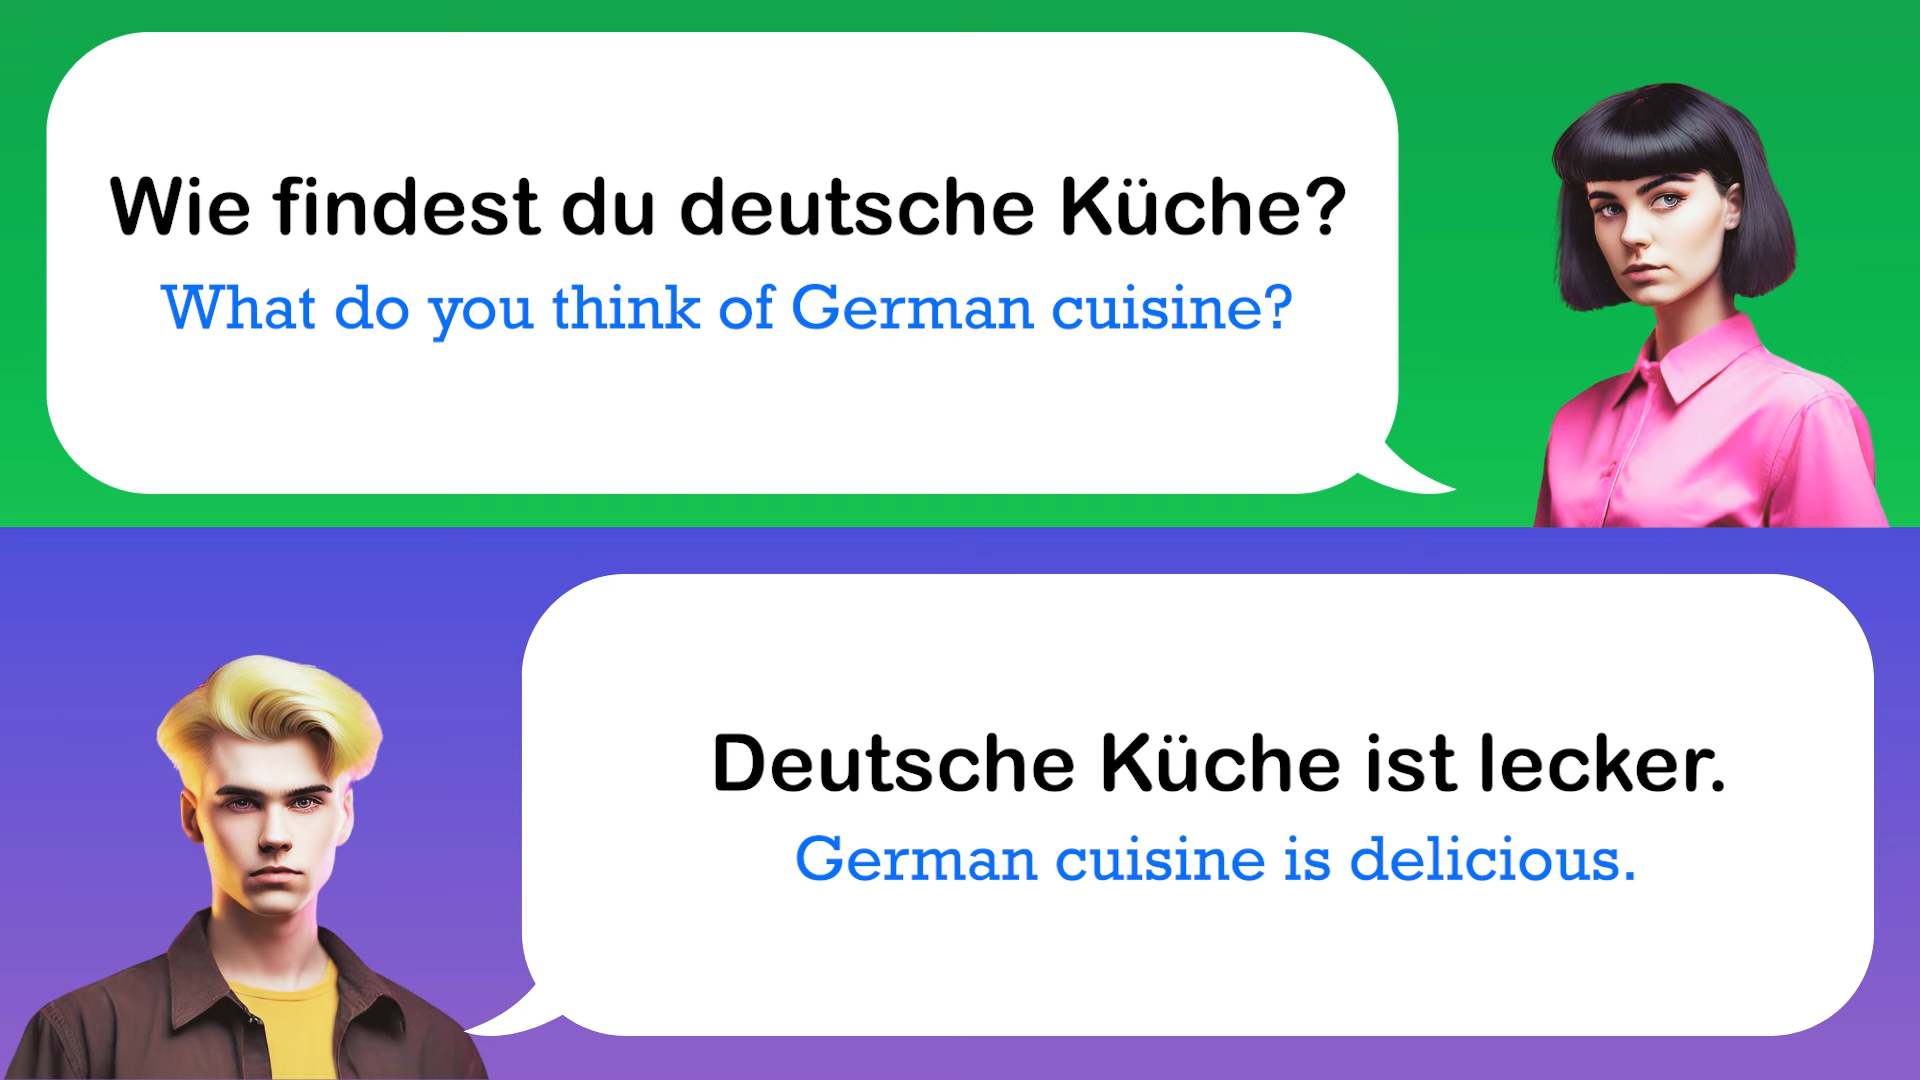 Wie findest du deutsche Küche?
What do you think of German cuisine?
Deutsche Küche ist lecker.
German cuisine is delicious.